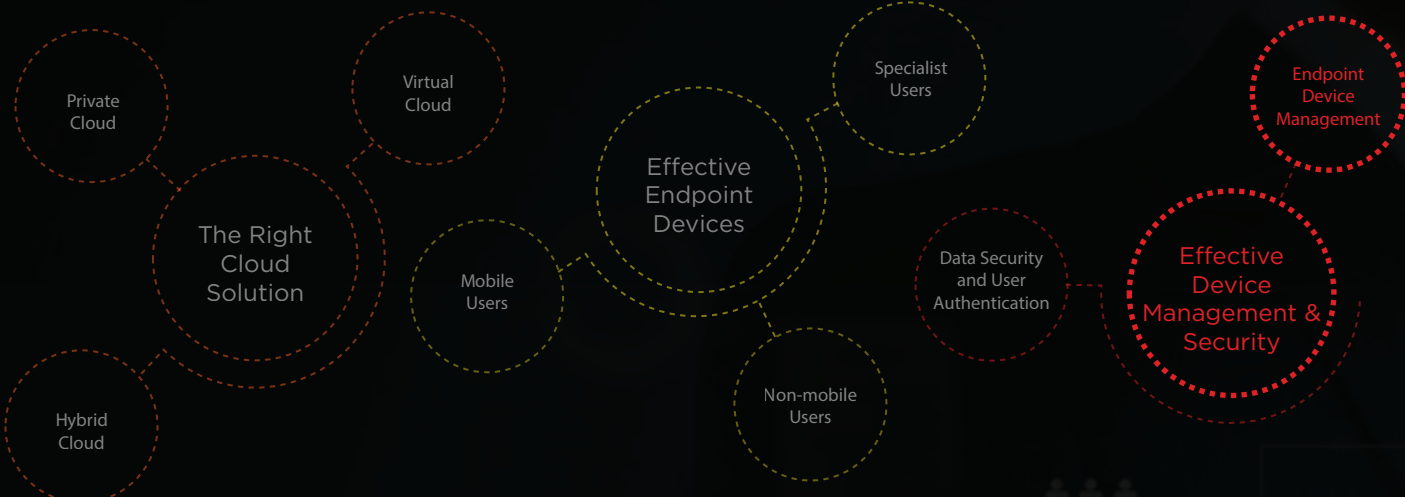 Private
Cloud
Virtual
Cloud
The Right
Cloud
Solution
Hybrid
Cloud
Effective
Endpoint
Devices
Specialist
Users
Mobile
Users
Non-mobile
Users
Endpoint
Device
Management
Effective
Device
Management &
Security
Data Security
and User
Authentication